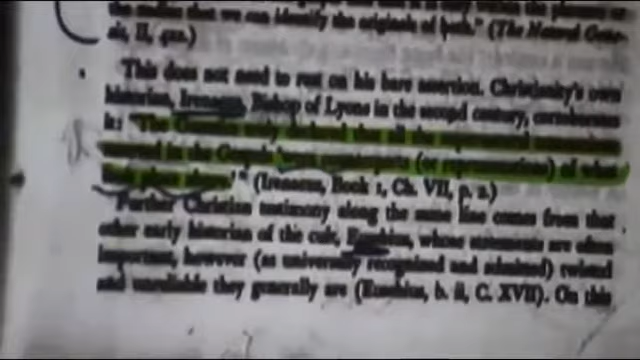 the studies that we can identify the originals of both." (The Natural Gene-
sis, II, 422.)
This does not need to rest on his bare assertion. Christianity's own
historian, Irenaeus, Bishop of Lyons in the second century, corroborates
it: "The Gnostics truly declared that all the supernatural transactions
in the Gospels were counterparts (or representations) of what
took place above.'" (Irenaeus, Book 1, Ch. VII, p. 2.)
Further Christian testimony along the same line comes from that
other early historian of the cult, Eusebius, whose statements are often
important, however (as universally recognized and admitted) twisted
and unreliable they generally are (Eusebius, b. ii, C. XVII). On this